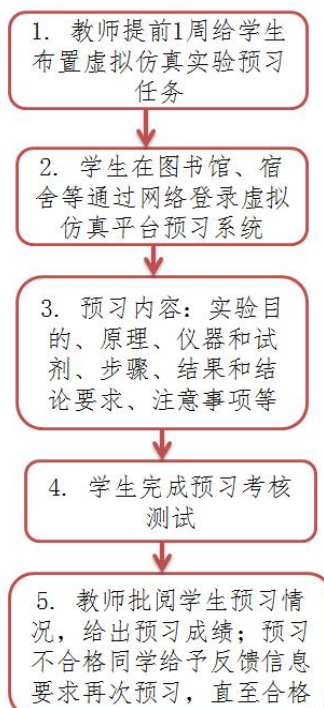 1. 教师提前1周给学生
布置虚拟仿真实验预习
任务
2. 学生在图书馆、宿
舍等通过网络登录虚拟
仿真平台预习系统
3. 预习内容：实验目
的、原理、仪器和试
剂、步骤、结果和结
论要求、注意事项等
4. 学生完成预习考核
测试
5. 教师批阅学生预习情
况，给出预习成绩；预习
不合格同学给予反馈信息
要求再次预习，直至合格